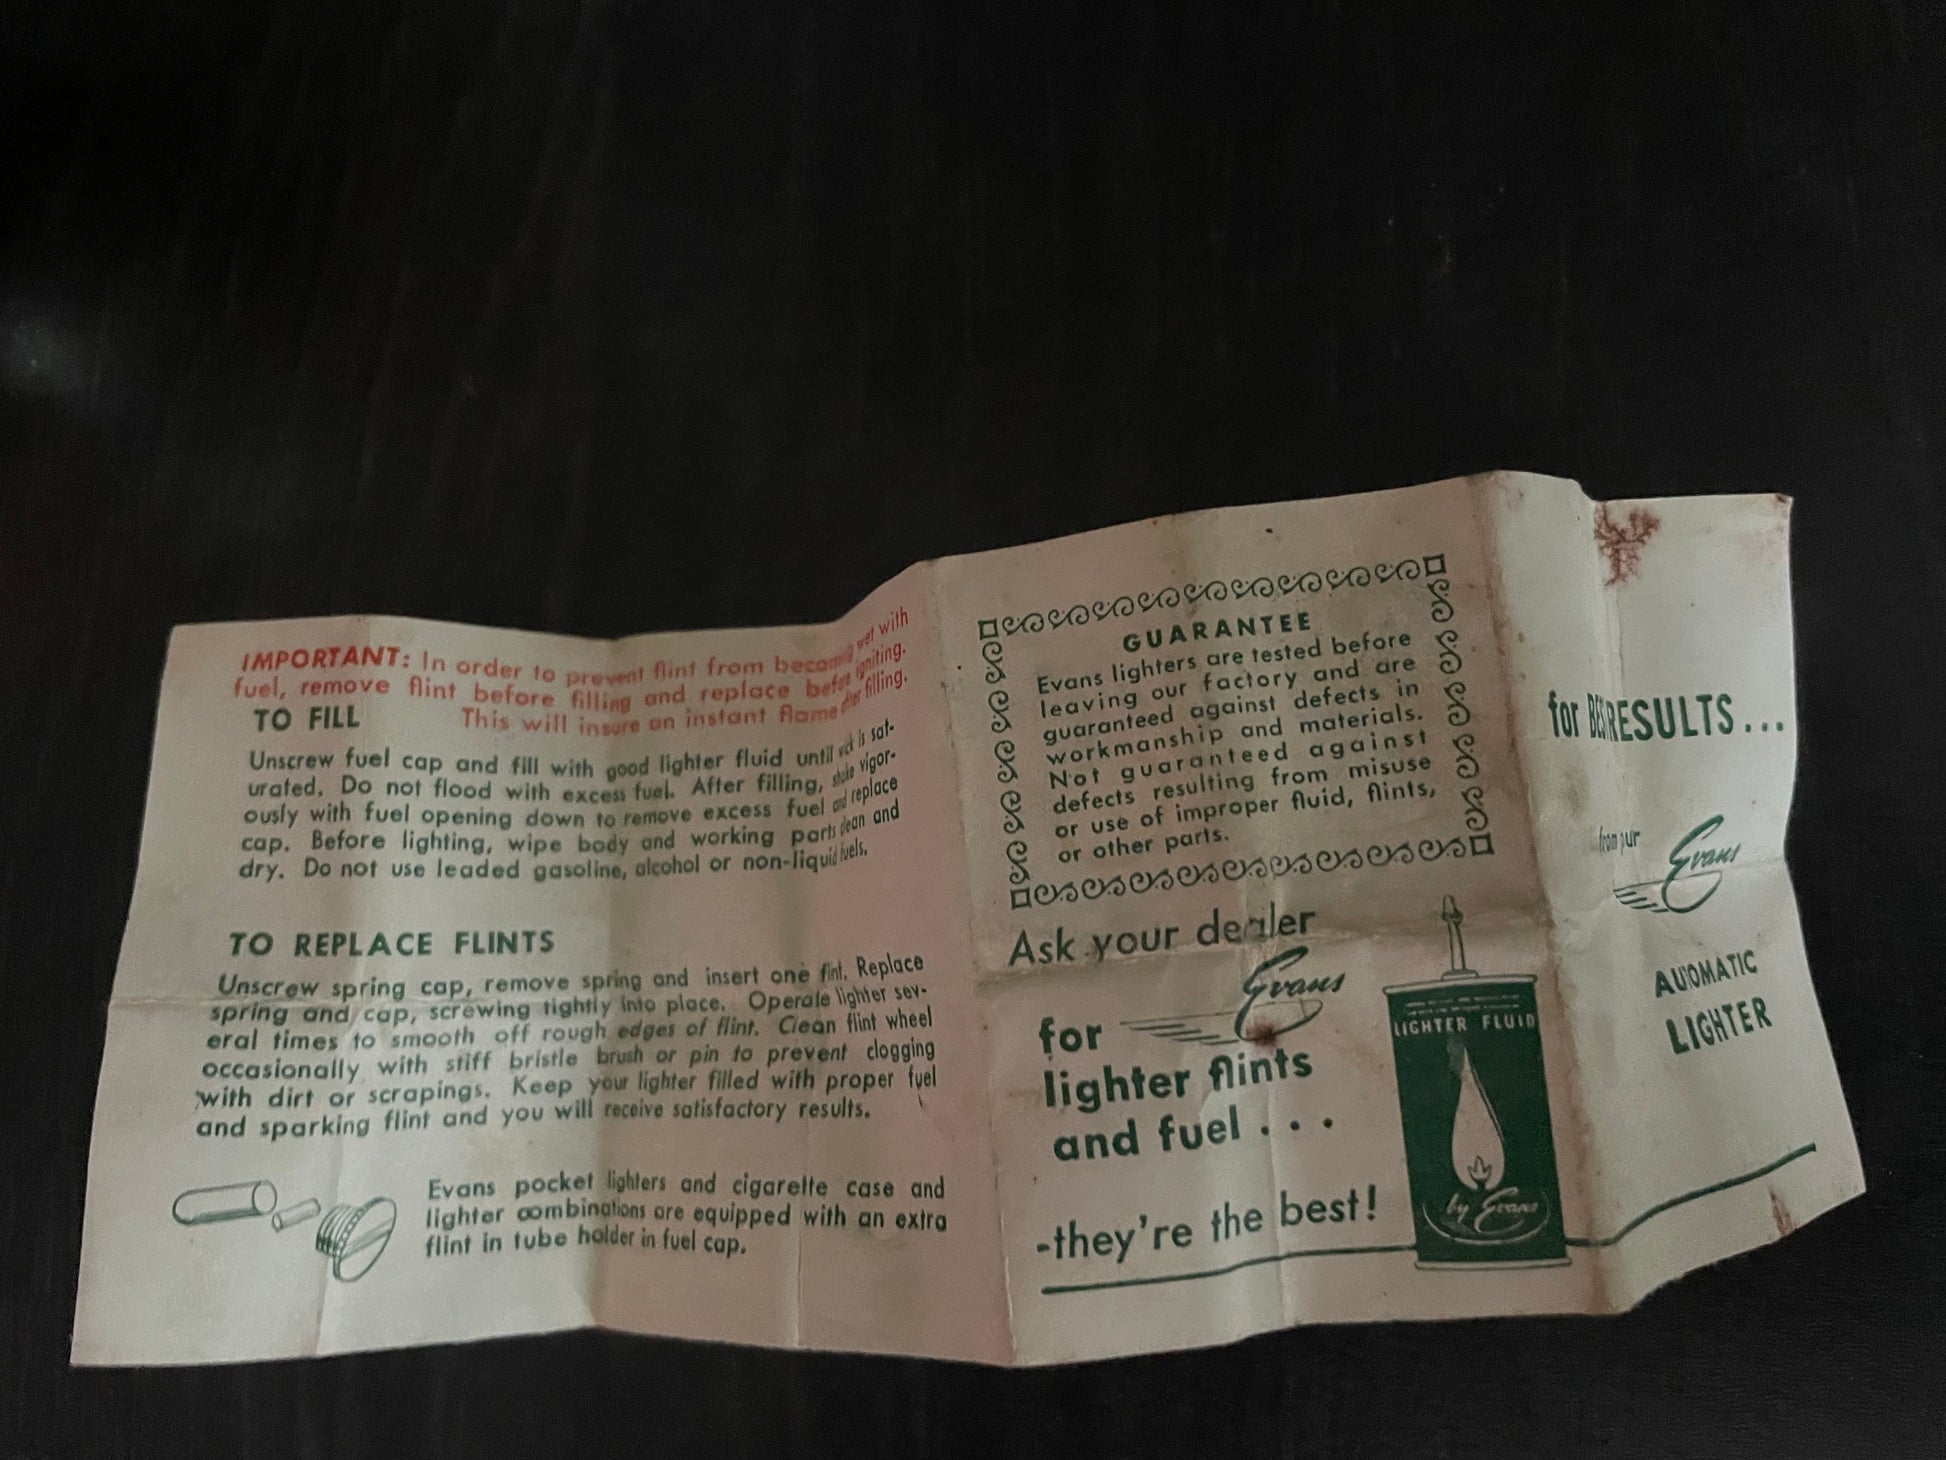 IMPORTANT: In order to prevent flint from becoming wet with
fuel, remove flint before filling and replace before igniting.
This will insure an instant flame after filling.
TO FILL
Unscrew fuel cap and fill with good lighter fluid until wick is sat-
urated. Do not flood with excess fuel. After filling, shake vigor-
ously with fuel opening down to remove excess fuel and replace
cap. Before lighting, wipe body and working parts clean and
dry. Do not use leaded gasoline, alcohol or non-liquid fuels.
TO REPLACE FLINTS
Unscrew spring cap, remove spring and insert one flint. Replace
spring and cap, screwing tightly into place. Operate lighter sev-
eral times to smooth off rough edges of flint. Clean flint wheel
occasionally with stiff bristle brush or pin to prevent clogging
with dirt or scrapings. Keep your lighter filled with proper fuel
and sparking flint and you will receive satisfactory results.
Evans pocket lighters and cigarette case and
lighter combinations are equipped with an extra
flint in tube holder in fuel cap.
GUARANTEE
Evans lighters are tested before
leaving our factory and are
guaranteed against defects in
workmanship and materials.
Not guaranteed against
defects resulting from misuse
or use of improper fluid, flints,
or other parts.
Ask your dealer
for Evans
lighter flints
and fuel . . .
-they're the best!
LIGHTER FLUID
by Evans
for BEST RESULTS...
from your Evans
AUTOMATIC
LIGHTER